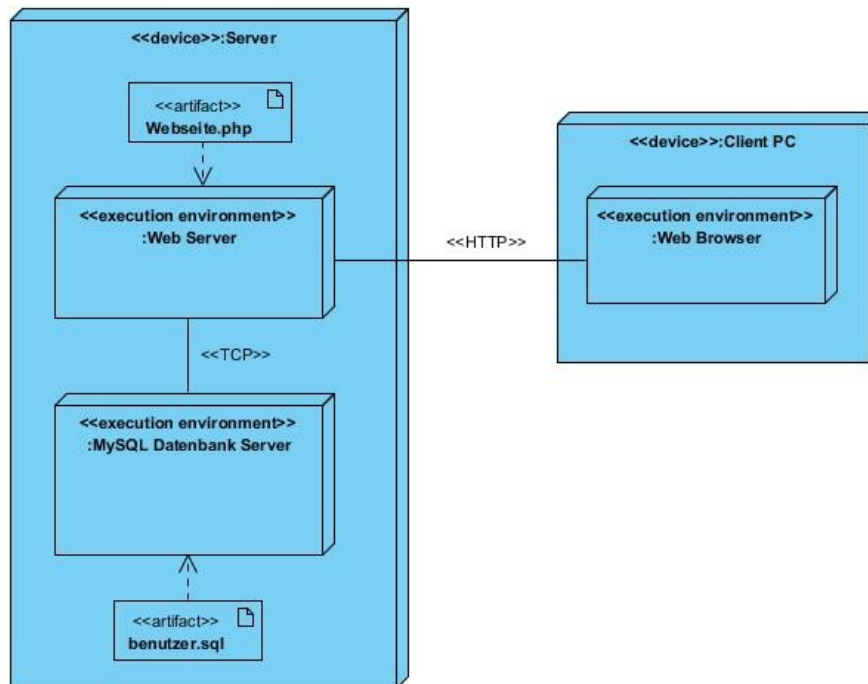 <<device>>:Server
<<artifact>>
Webseite.php
<<execution environment>>
:Web Server
<<TCP>>
<<execution environment>>
:MySQL Datenbank Server
<<artifact>>
benutzer.sql
<<HTTP>>
<<device>>:Client PC
<<execution environment>>
:Web Browser